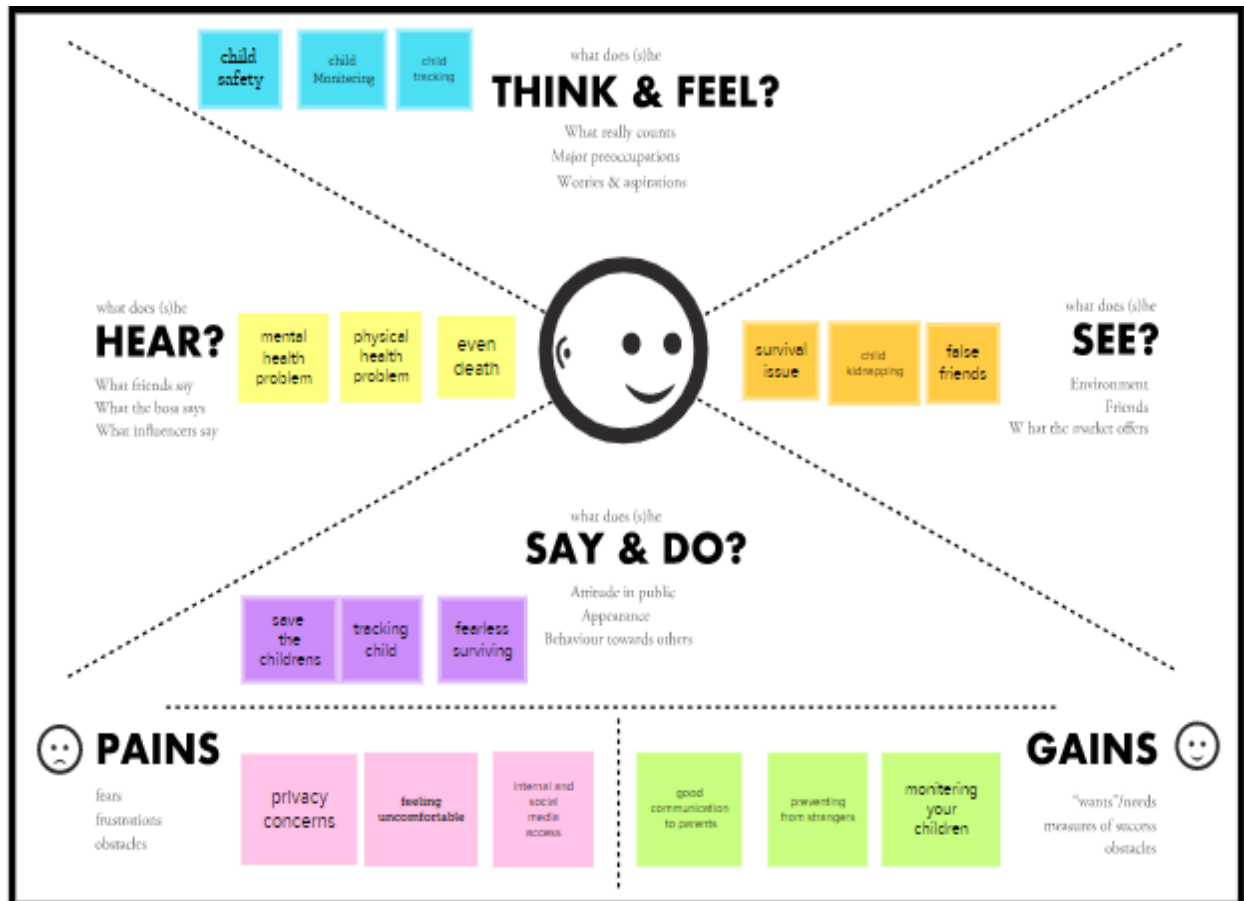 child
safety
child
Monitering
child
tracking
what does (s)he
THINK & FEEL?
What really counts
Major preoccupations
Worries & aspirations
what does (s)he
HEAR?
What friends say
What the boss says
What influencers say
mental
health
problem
physical
health
problem
even
death
survival
issue
child
kidnapping
false
friends
what does (s)he
SEE?
Environment
Friends
W hat the market offers
what does (s)he
SAY & DO?
Attitude in public
Appearance
Behaviour towards others
save
the
childrens
tracking
child
fearless
surviving
PAINS
fears
frustrations
obstacles
privacy
concerns
feeling
uncomfortable
internal and
social
media
access
good
communication
to parents
preventing
from strangers
monitering
your
children
GAINS
"wants"/needs
measures of success
obstacles